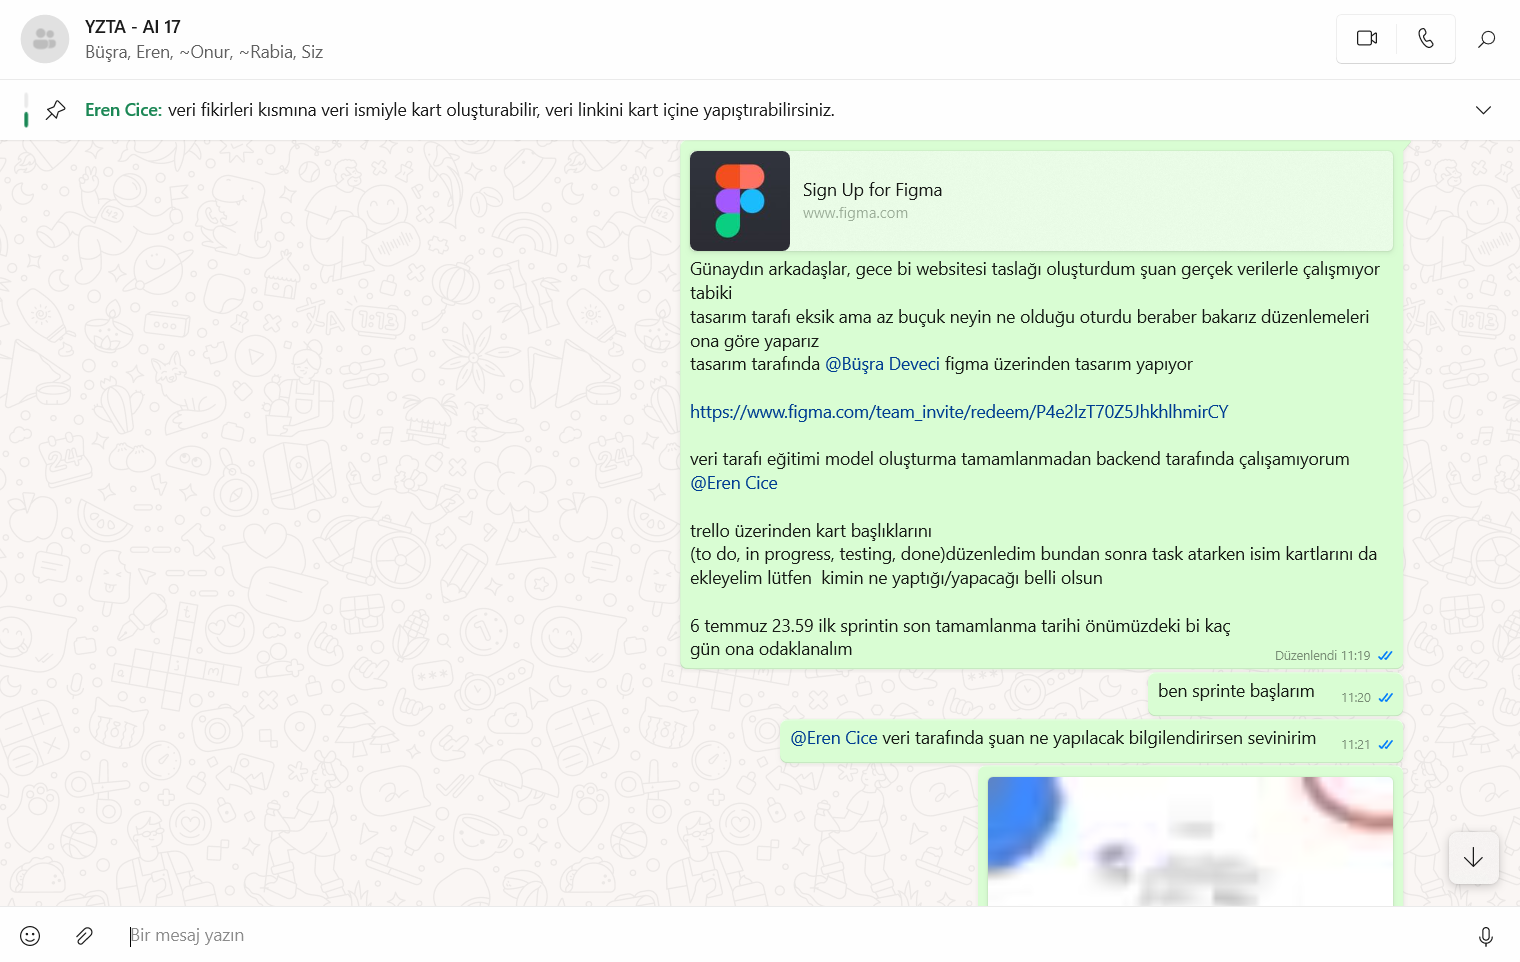 YZTA - AI 17
Büşra, Eren, ~Onur, ~Rabia, Siz
Eren Cice: veri fikirleri kısmına veri ismiyle kart oluşturabilir, veri linkini kart içine yapıştırabilirsiniz.
Sign Up for Figma
www.figma.com
Günaydın arkadaşlar, gece bi websitesi taslağı oluşturdum şuan gerçek verilerle çalışmıyor
tabiki
tasarım tarafı eksik ama az buçuk neyin ne olduğu oturdu beraber bakarız düzenlemeleri
ona göre yaparız
tasarım tarafında @Büşra Deveci figma üzerinden tasarım yapıyor
https://www.figma.com/team_invite/redeem/P4e2lzT70Z5JhkhlhmirCY
veri tarafı eğitimi model oluşturma tamamlanmadan backend tarafında çalışamıyorum
@Eren Cice
trello üzerinden kart başlıklarını
(to do, in progress, testing, done)düzenledim bundan sonra task atarken isim kartlarını da
ekleyelim lütfen  kimin ne yaptığı/yapacağı belli olsun
6 temmuz 23.59 ilk sprintin son tamamlanma tarihi önümüzdeki bi kaç
gün ona odaklanalım
Düzenlendi 11:19
ben sprinte başlarım 11:20
@Eren Cice veri tarafında şuan ne yapılacak bilgilendirirsen sevinirim 11:21
Bir mesaj yazın